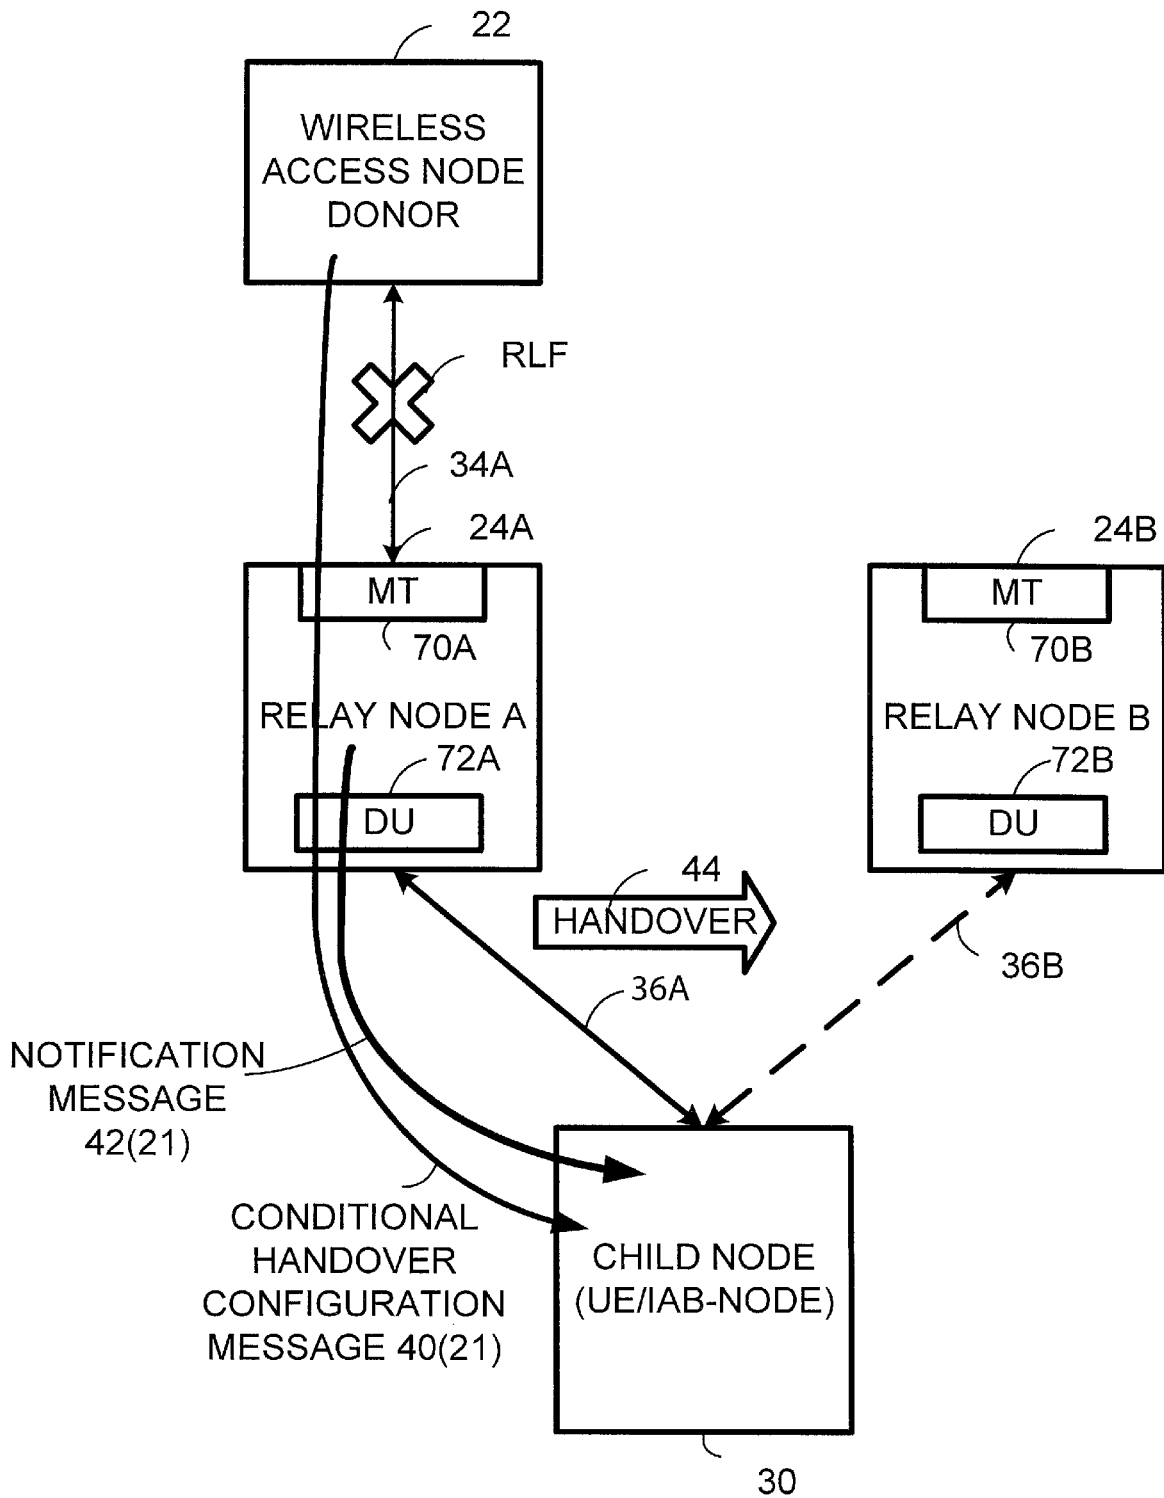 22
WIRELESS
ACCESS NODE
DONOR
RLF
34A
24A
24B
MT
MT
70A
70B
RELAY NODE A
RELAY NODE B
72A
72B
DU
DU
44
HANDOVER
36B
36A
NOTIFICATION
MESSAGE
42(21)
CONDITIONAL
HANDOVER
CONFIGURATION
MESSAGE 40(21)
CHILD NODE
(UE/IAB-NODE)
30